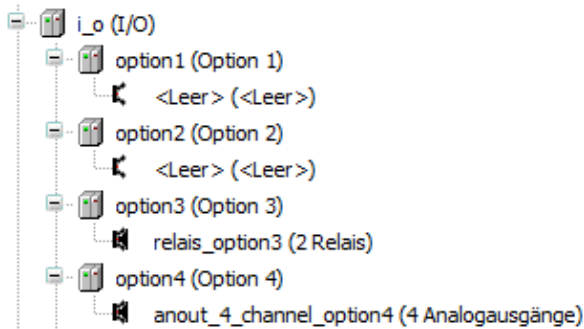 i_o (I/O)
option1 (Option 1)
<Leer> (<Leer>)
option2 (Option 2)
<Leer> (<Leer>)
option3 (Option 3)
relais_option3 (2 Relais)
option4 (Option 4)
anout_4_channel_option4 (4 Analogausgänge)